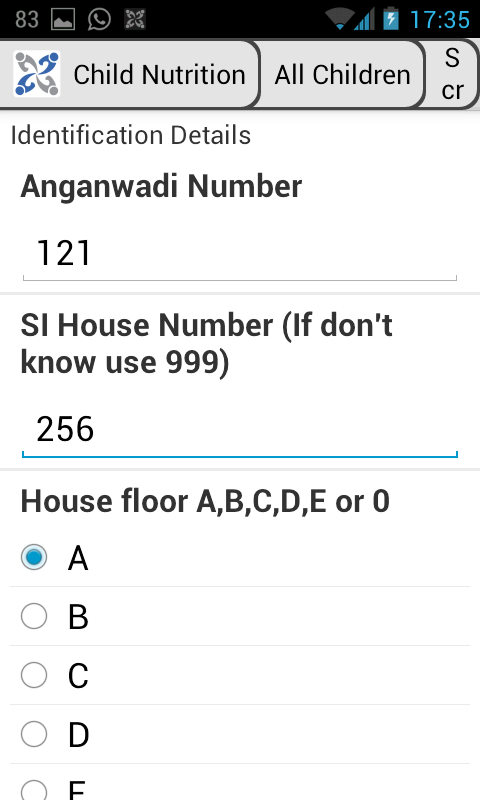 83 17:35
Child Nutrition All Children S
cr
Identification Details
Anganwadi Number
121
SI House Number (If don't
know use 999)
256
House floor A,B,C,D,E or 0
A
B
C
D
E